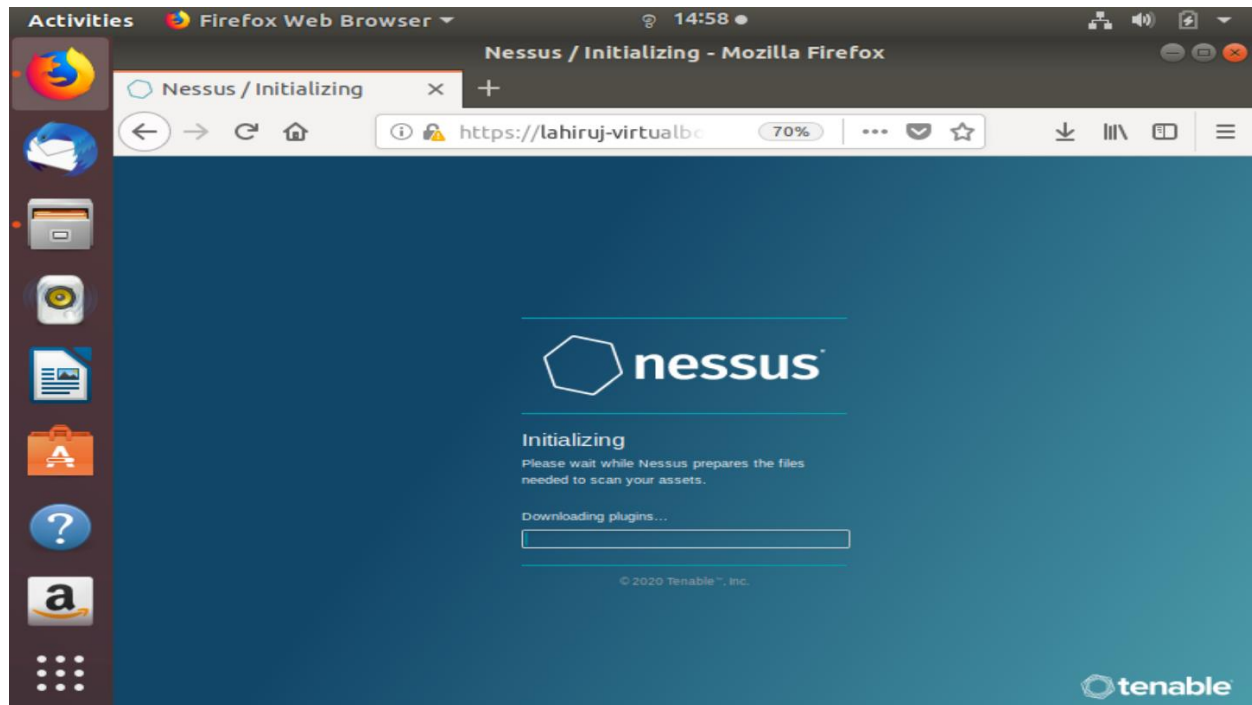 Activities Firefox Web Browser 14:58
Nessus / Initializing - Mozilla Firefox
Nessus / Initializing
https://lahiruj-virtualbo 70%
nessus
Initializing
Please wait while Nessus prepares the files
needed to scan your assets.
Downloading plugins...
© 2020 Tenable™, Inc.
tenable